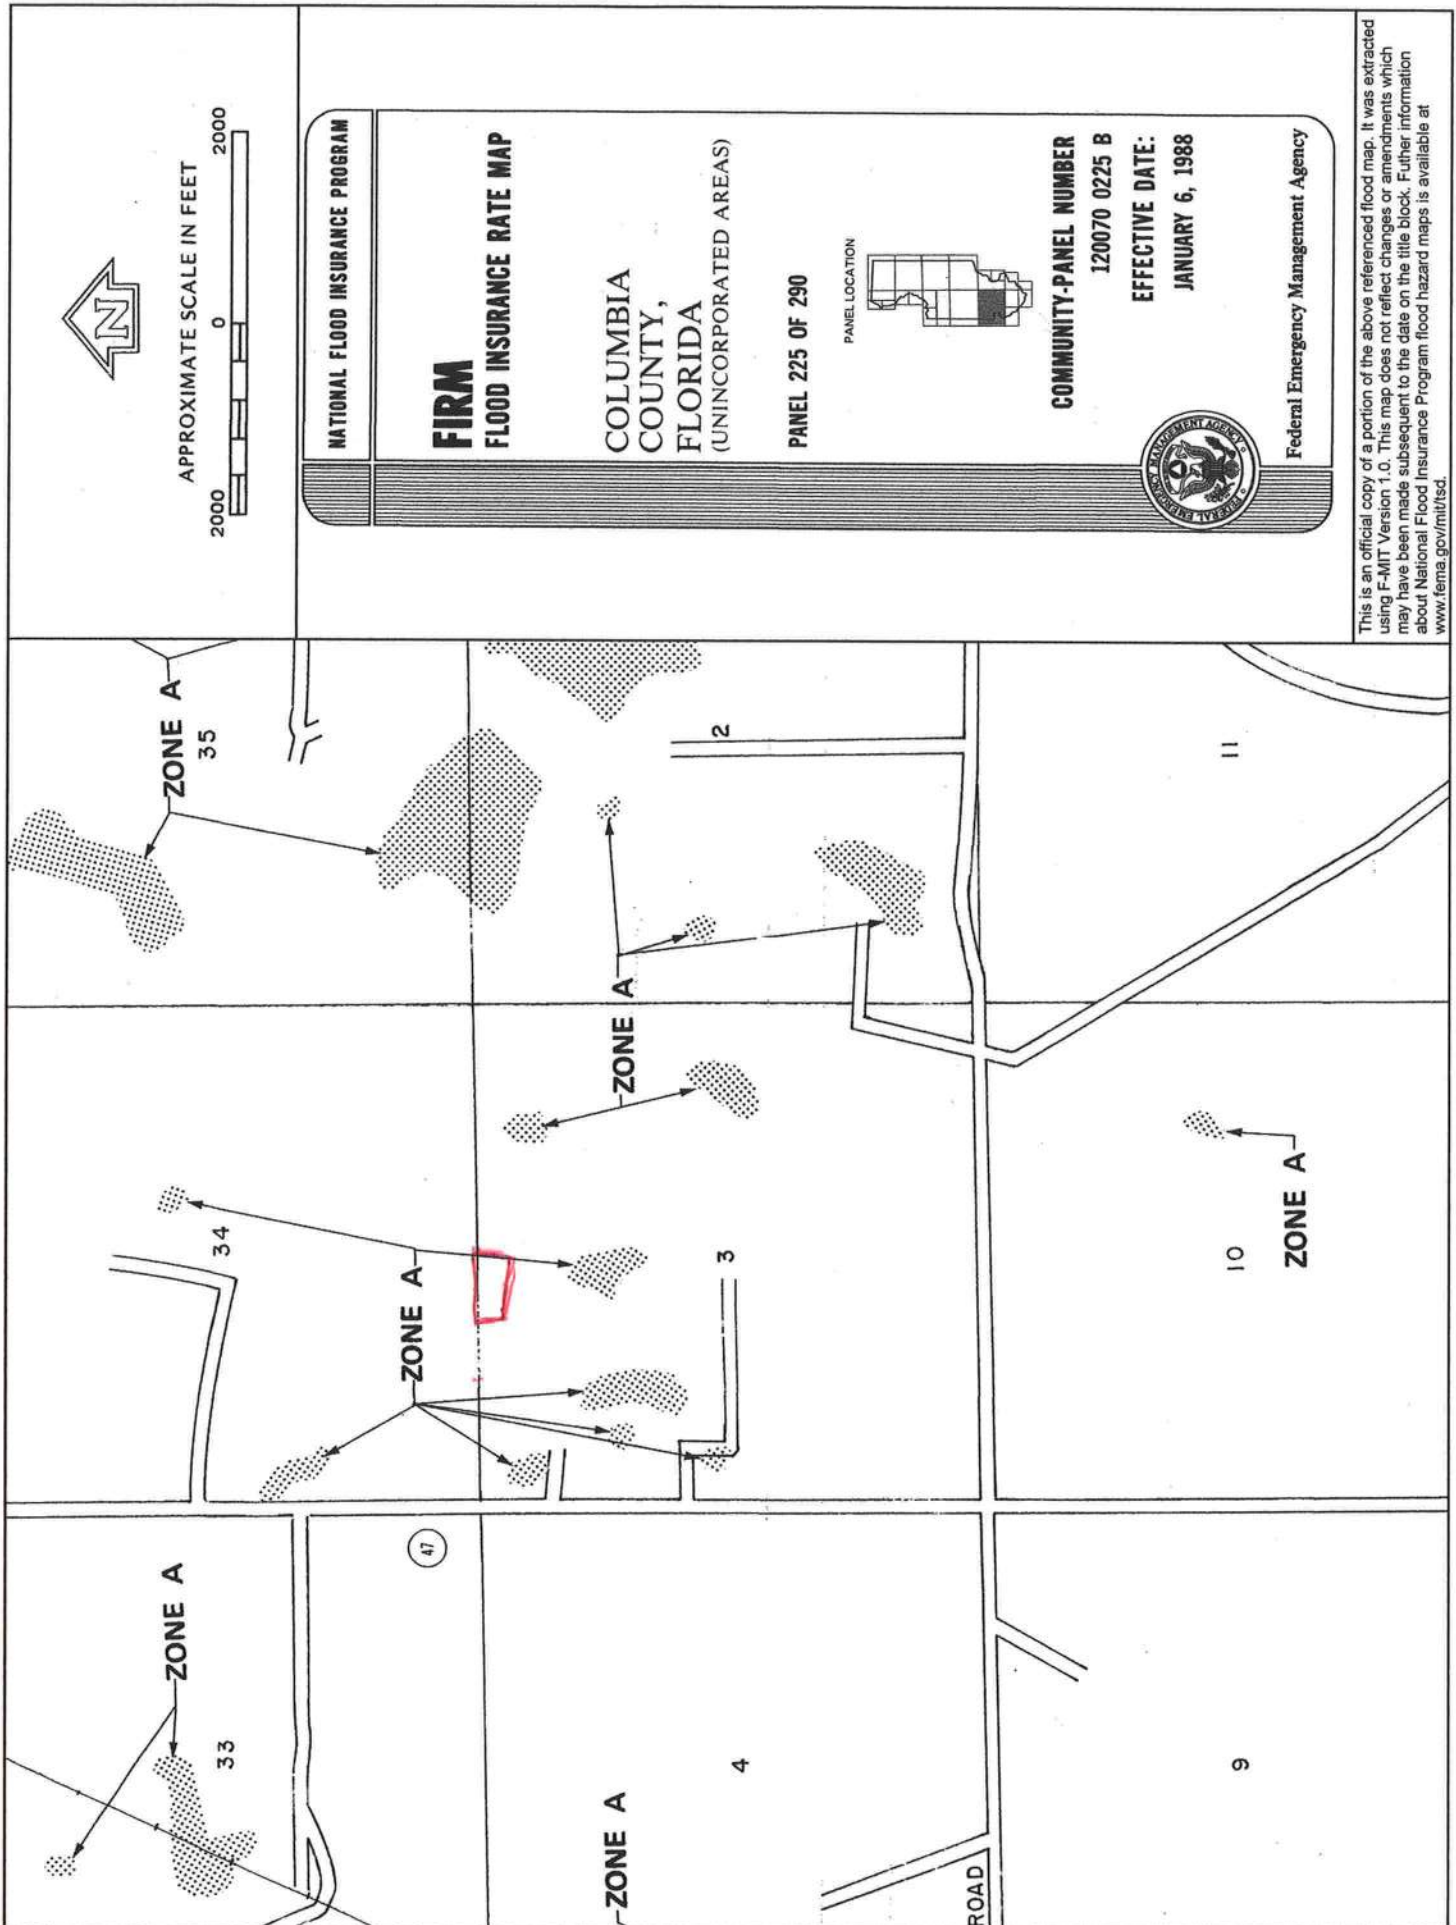 APPROXIMATE SCALE IN FEET
2000 0 2000
N
NATIONAL FLOOD INSURANCE PROGRAM
FIRM
FLOOD INSURANCE RATE MAP
COLUMBIA
COUNTY,
FLORIDA
(UNINCORPORATED AREAS)
PANEL 225 OF 290
PANEL LOCATION
COMMUNITY-PANEL NUMBER
120070 0225 B
EFFECTIVE DATE:
JANUARY 6, 1988
FEDERAL EMERGENCY MANAGEMENT AGENCY
Federal Emergency Management Agency
This is an official copy of a portion of the above referenced flood map. It was extracted
using F-MIT Version 1.0. This map does not reflect changes or amendments which
may have been made subsequent to the date on the title block. Futher information
about National Flood Insurance Program flood hazard maps is available at
www.fema.gov/mit/tsd.
ZONE A
33
34
ZONE A
35
47
ZONE A
ZONE A
ZONE A
4
3
2
ROAD
9
10
11
ZONE A